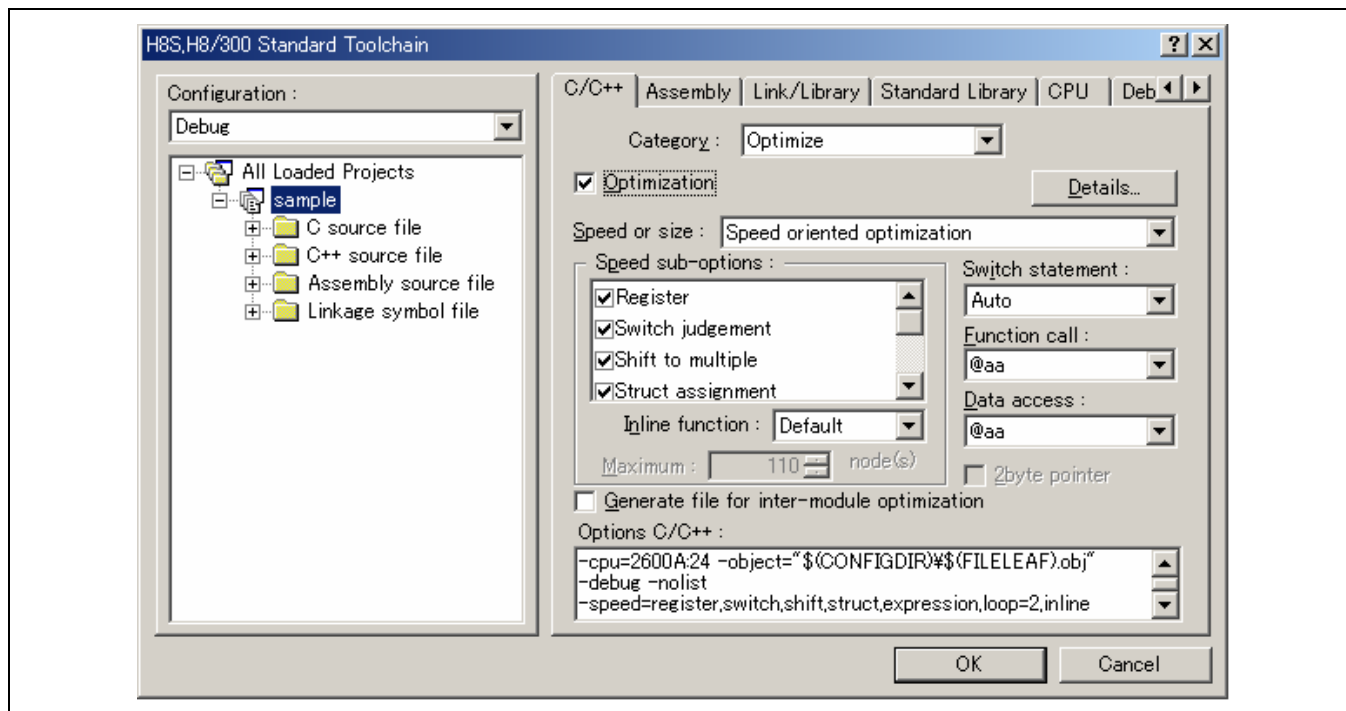 H8S,H8/300 Standard Toolchain
Configuration :
Debug
All Loaded Projects
sample
C source file
C++ source file
Assembly source file
Linkage symbol file
C/C++ Assembly Link/Library Standard Library CPU Deb
Category : Optimize
Optimization
Details...
Speed or size : Speed oriented optimization
Speed sub-options :
Register
Switch judgement
Shift to multiple
Struct assignment
Inline function : Default
Maximum : 110 node(s)
Switch statement :
Auto
Function call :
@aa
Data access :
@aa
2byte pointer
Generate file for inter-module optimization
Options C/C++ :
-cpu=2600A:24 -object="$(CONFIGDIR)¥$(FILELEAF).obj"
-debug -nolist
-speed=register,switch,shift,struct,expression,loop=2,inline
OK Cancel